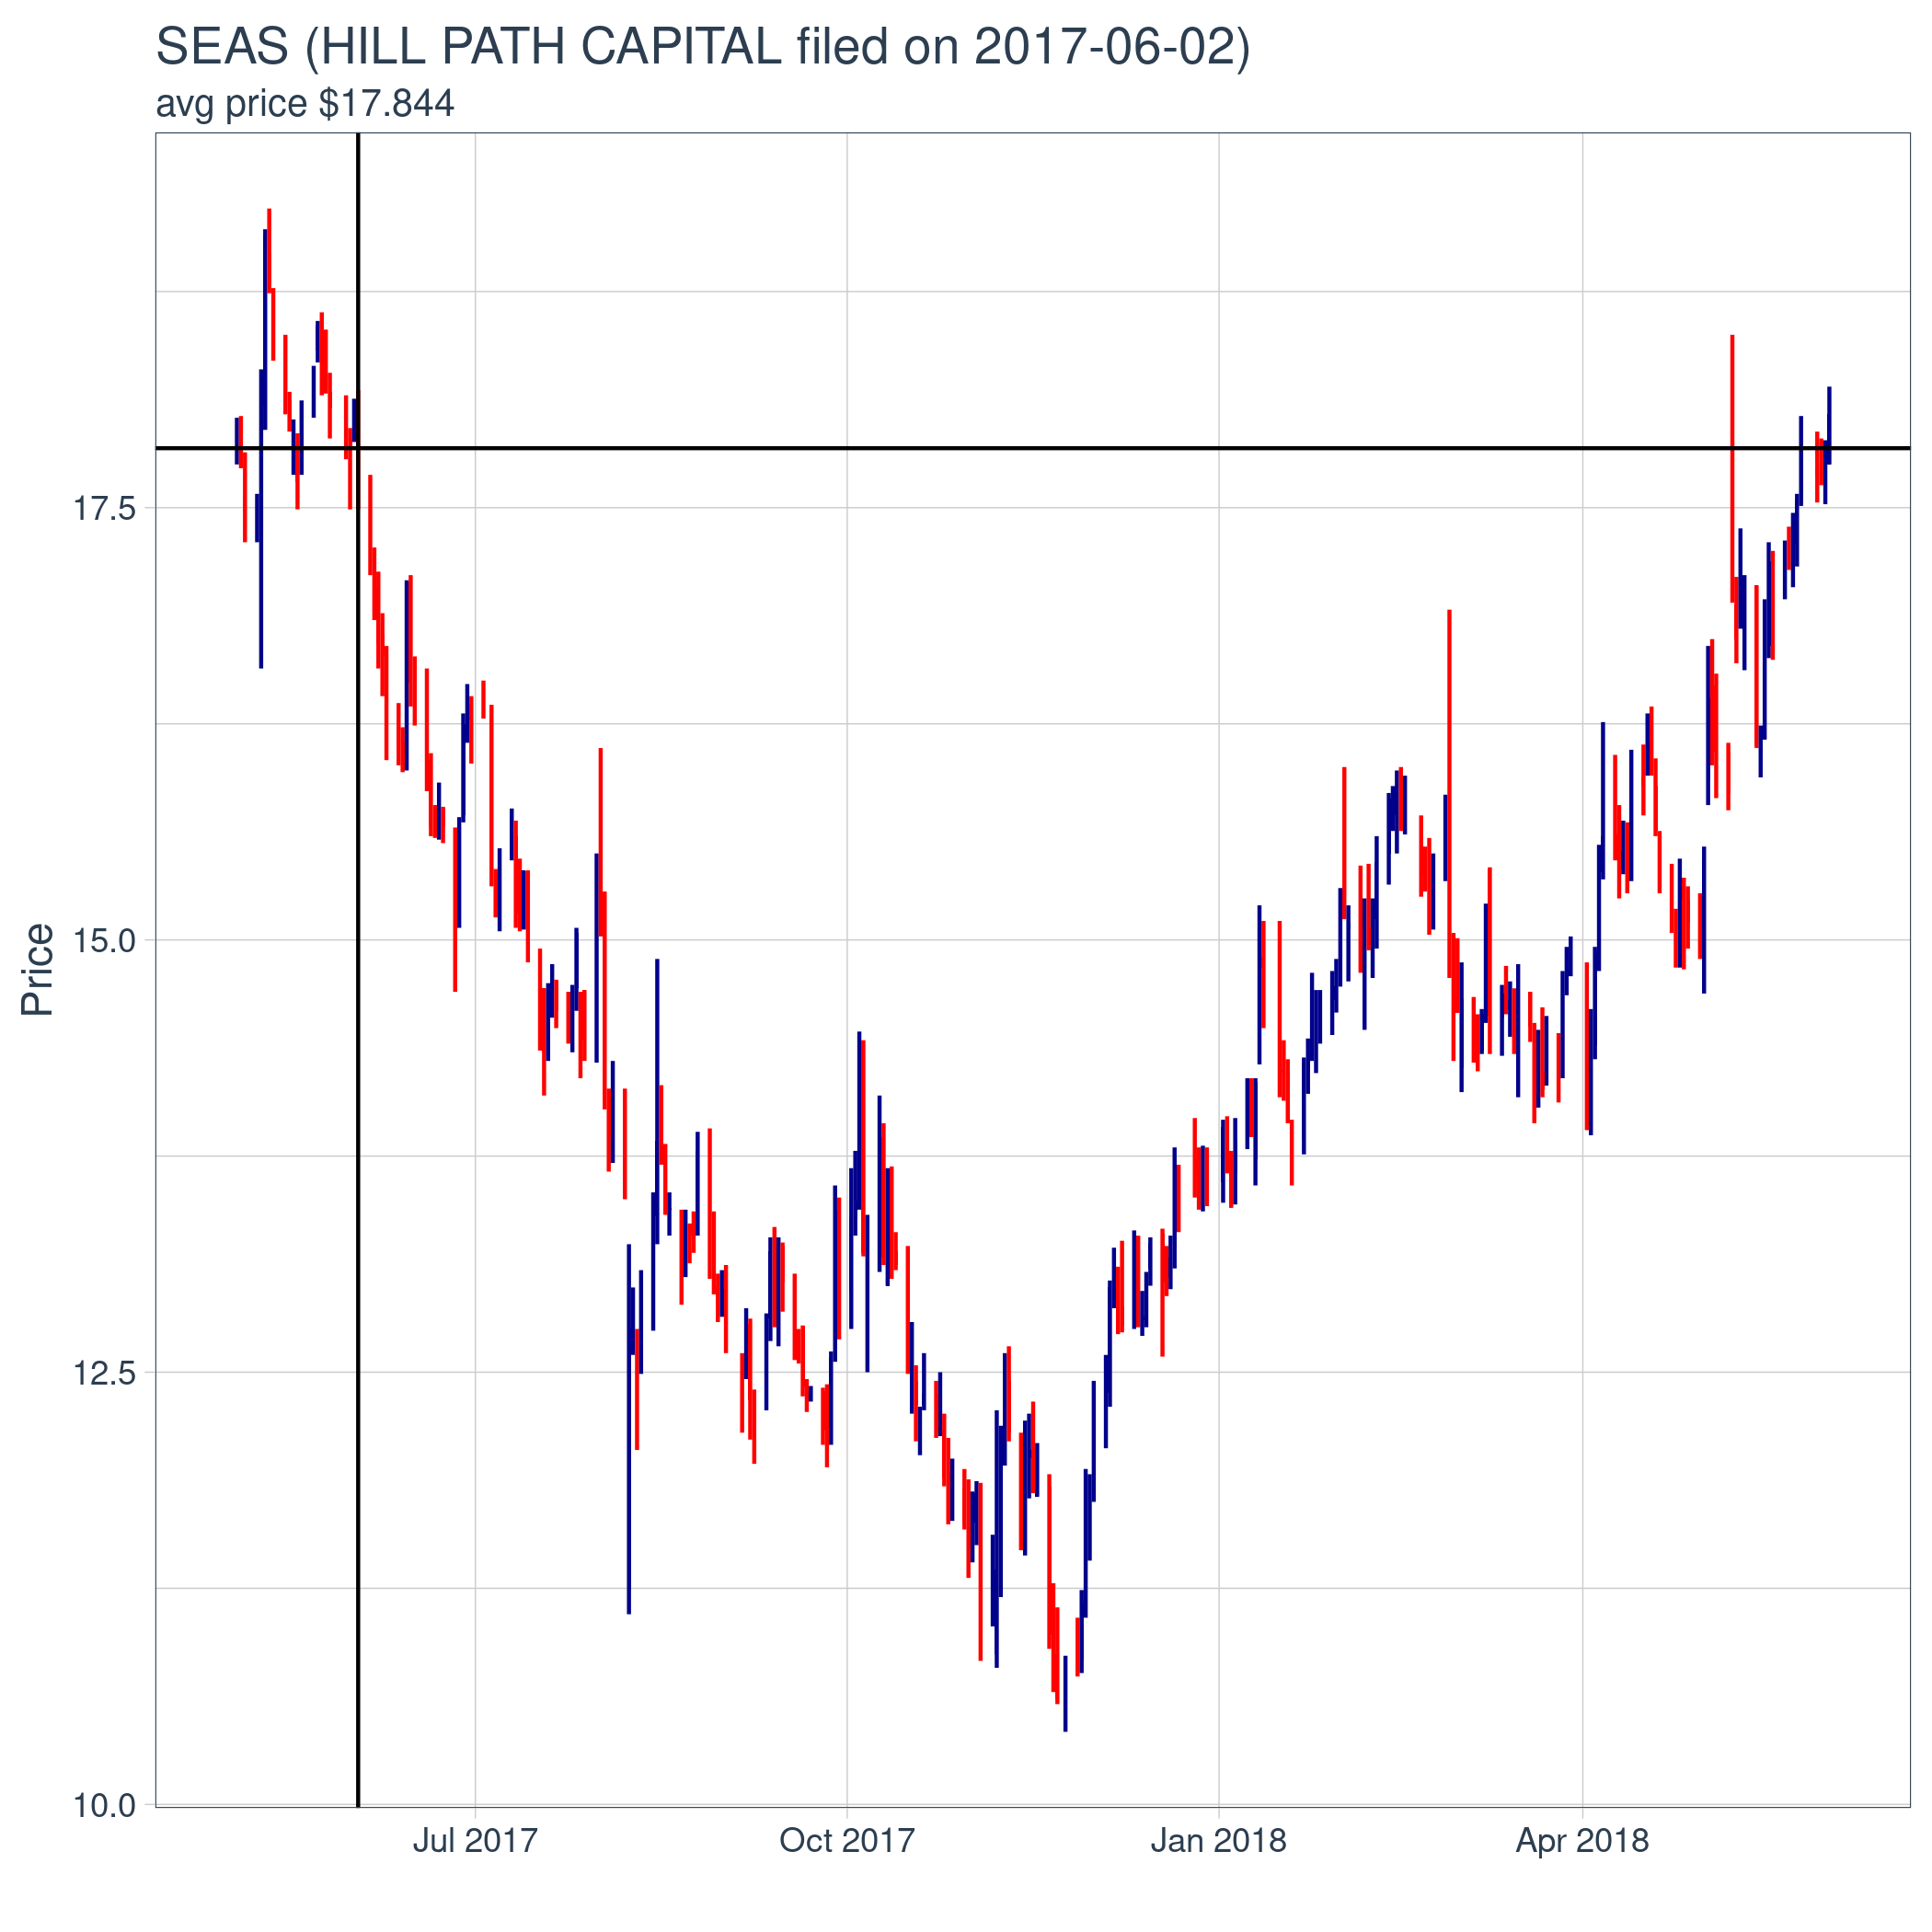 SEAS (HILL PATH CAPITAL filed on 2017-06-02)
avg price $17.844
17.5
15.0
12.5
10.0
Price
Jul 2017
Oct 2017
Jan 2018
Apr 2018